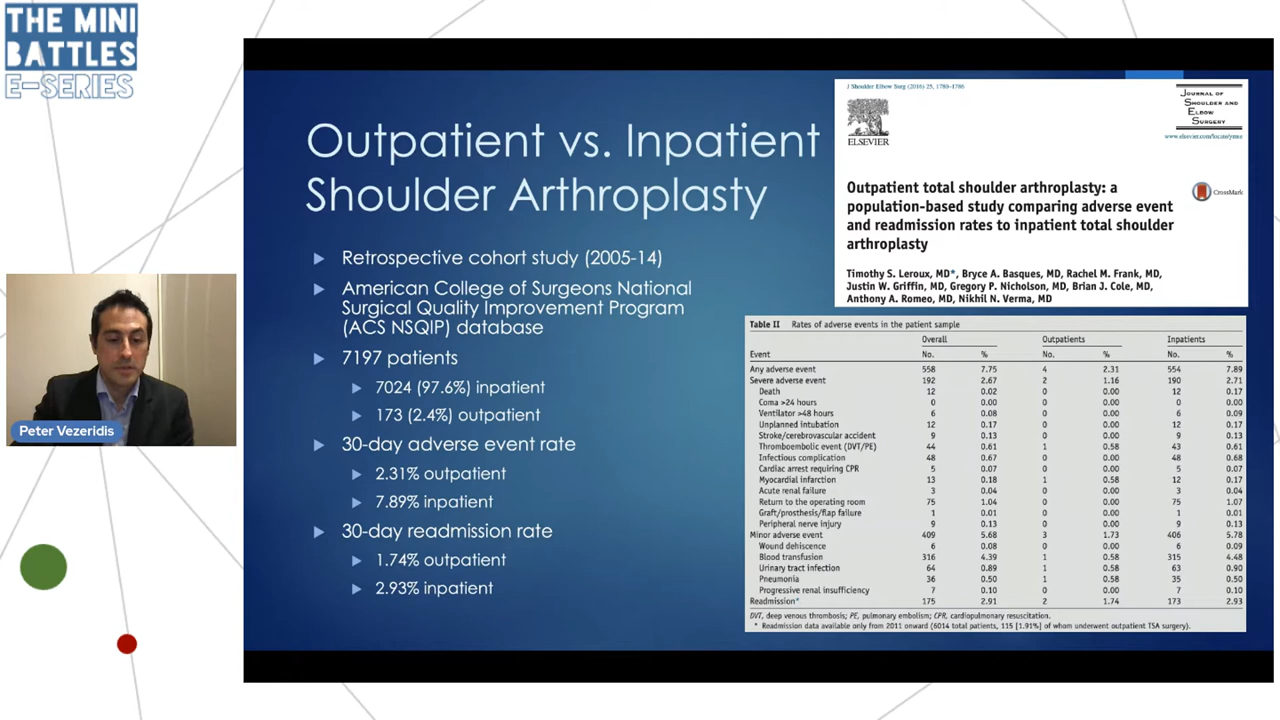 THE MINI
BATTLES
E-SERIES
Peter Vezeridis
Outpatient vs. Inpatient
Shoulder Arthroplasty
Retrospective cohort study (2005-14)
American College of Surgeons National
Surgical Quality Improvement Program
(ACS NSQIP) database
7197 patients
7024 (97.6%) inpatient
173 (2.4%) outpatient
30-day adverse event rate
2.31% outpatient
7.89% inpatient
30-day readmission rate
1.74% outpatient
2.93% inpatient
J Shoulder Elbow Surg (2016) 25, 1780–1786
ELSEVIER
JOURNAL OF
SHOULDER AND
ELBOW
SURGERY
www.elsevier.com/locate/ymse
Outpatient total shoulder arthroplasty: a
population-based study comparing adverse event
and readmission rates to inpatient total shoulder
arthroplasty
CrossMark
Timothy S. Leroux, MD*, Bryce A. Basques, MD, Rachel M. Frank, MD,
Justin W. Griffin, MD, Gregory P. Nicholson, MD, Brian J. Cole, MD,
Anthony A. Romeo, MD, Nikhil N. Verma, MD
Table II Rates of adverse events in the patient sample
Overall Outpatients Inpatients
Event No. % No. % No. %
Any adverse event 558 7.75 4 2.31 554 7.89
Severe adverse event 192 2.67 2 1.16 190 2.71
Death 12 0.02 0 0.00 12 0.17
Coma >24 hours 0 0.00 0 0.00 0 0.00
Ventilator >48 hours 6 0.08 0 0.00 6 0.09
Unplanned intubation 12 0.17 0 0.00 12 0.17
Stroke/cerebrovascular accident 9 0.13 0 0.00 9 0.13
Thromboembolic event (DVT/PE) 44 0.61 1 0.58 43 0.61
Infectious complication 48 0.67 0 0.00 48 0.68
Cardiac arrest requiring CPR 5 0.07 0 0.00 5 0.07
Myocardial infarction 13 0.18 1 0.58 12 0.17
Acute renal failure 3 0.04 0 0.00 3 0.04
Return to the operating room 75 1.04 0 0.00 75 1.07
Graft/prosthesis/flap failure 1 0.01 0 0.00 1 0.01
Peripheral nerve injury 9 0.13 0 0.00 9 0.13
Minor adverse event 409 5.68 3 1.73 406 5.78
Wound dehiscence 6 0.08 0 0.00 6 0.09
Blood transfusion 316 4.39 1 0.58 315 4.48
Urinary tract infection 64 0.89 1 0.58 63 0.90
Pneumonia 36 0.50 1 0.58 35 0.50
Progressive renal insufficiency 7 0.10 0 0.00 7 0.10
Readmission* 175 2.91 2 1.74 173 2.93
DVT, deep venous thrombosis; PE, pulmonary embolism; CPR, cardiopulmonary resuscitation.
* Readmission data available only from 2011 onward (6014 total patients, 115 [1.91%] of whom underwent outpatient TSA surgery).